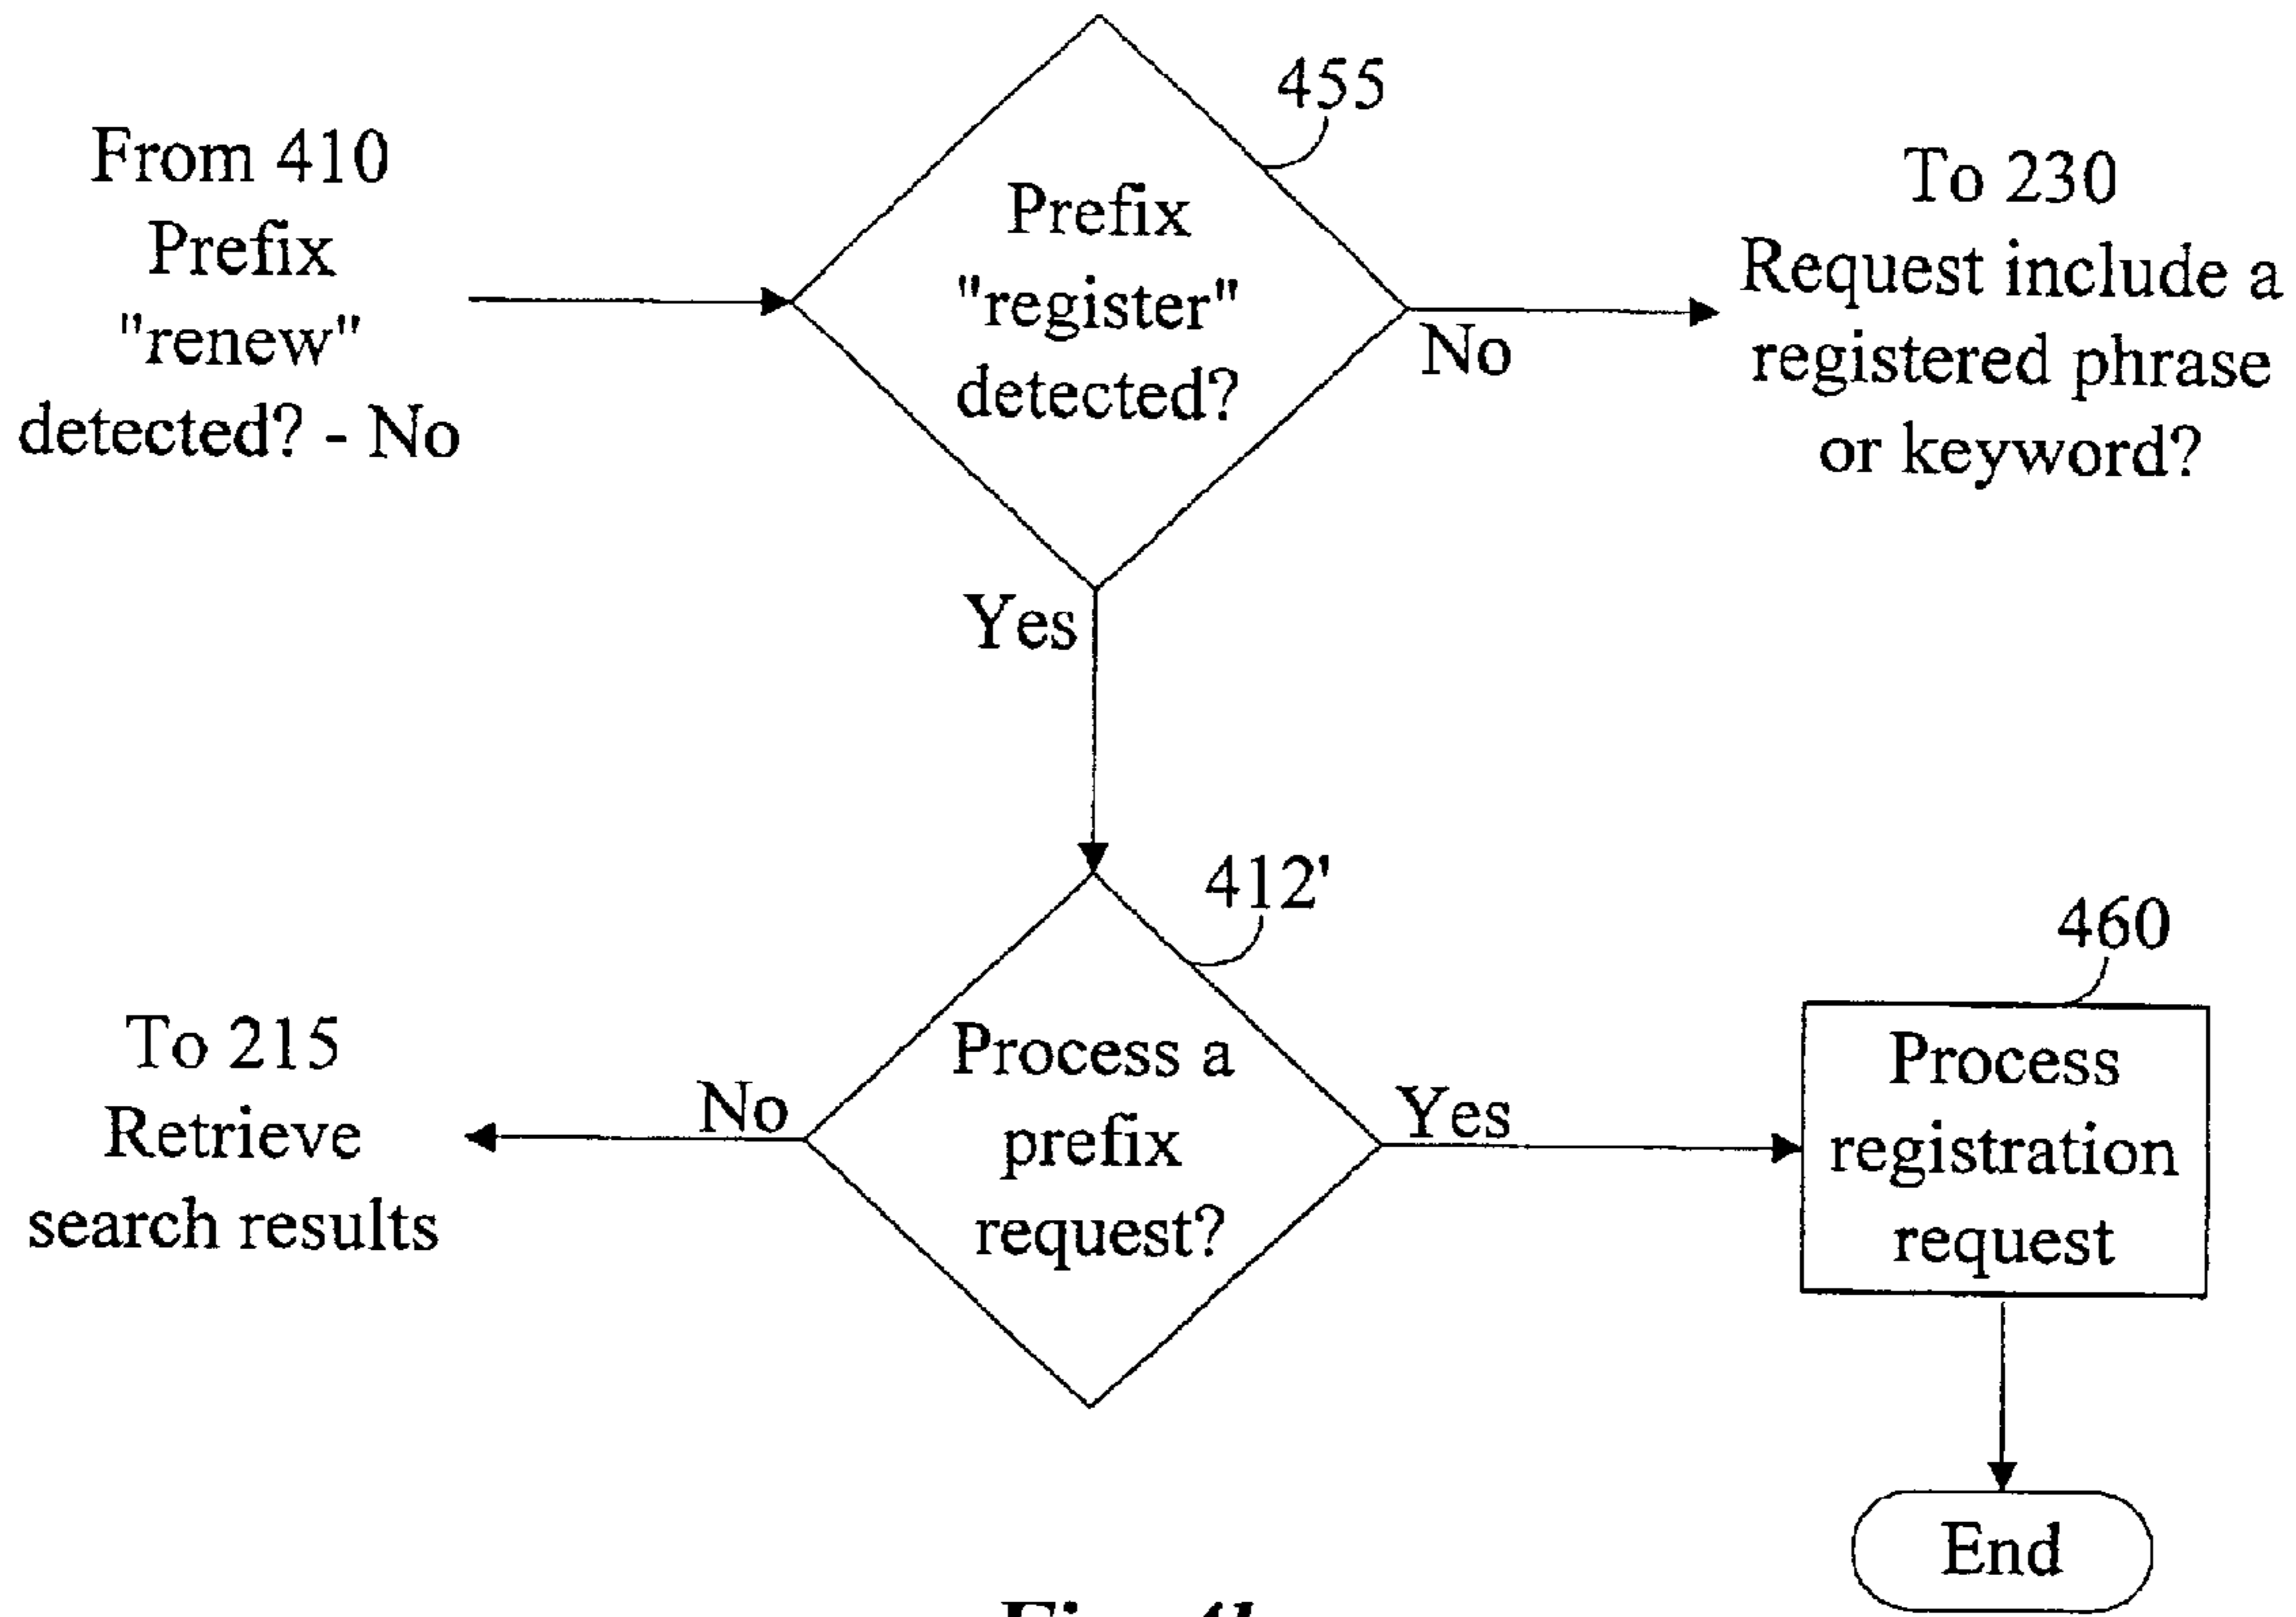 455
From 410
Prefix
"renew"
detected? - No
Prefix
"register"
detected?
No
To 230
Request include a
registered phrase
or keyword?
Yes
412'
460
To 215
Retrieve
search results
No
Process a
prefix
request?
Yes
Process
registration
request
End